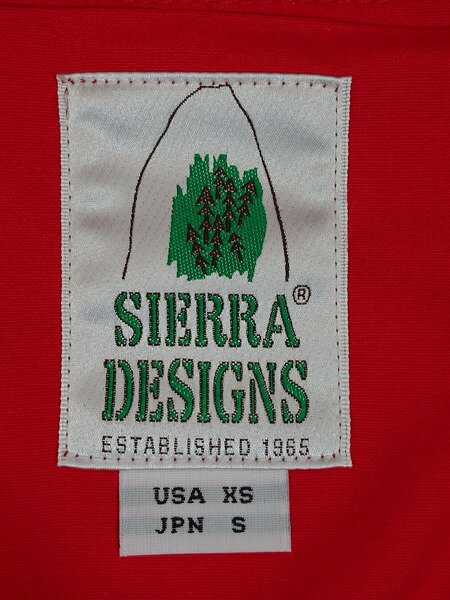 SIERRA ®
DESIGNS
ESTABLISHED 1965
USA XS
JPN S